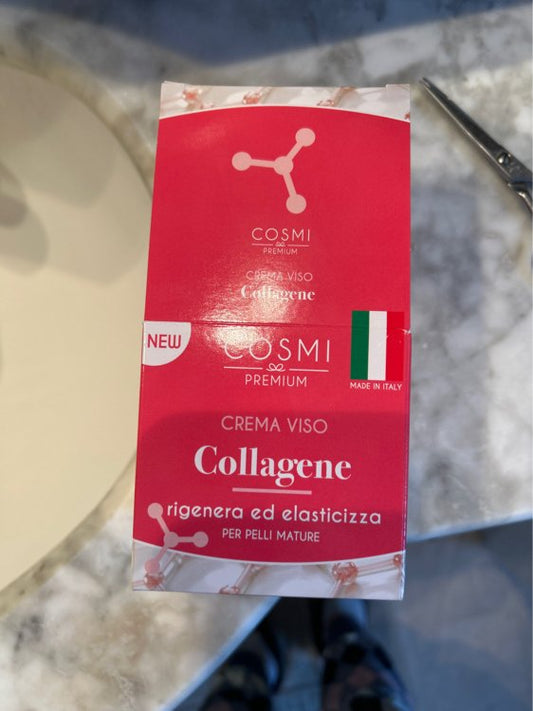 COSMI
PREMIUM
CREMA VISO
Collagene
NEW
COSMI
PREMIUM
MADE IN ITALY
CREMA VISO
Collagene
rigenera ed elasticizza
PER PELLI MATURE